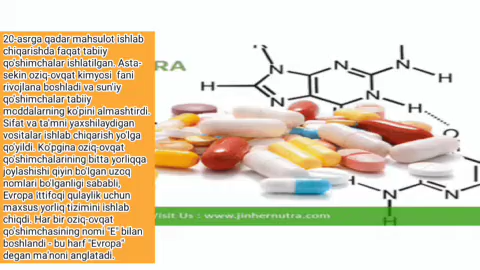 20-asrga qadar mahsulot ishlab
chiqarishda faqat tabiiy
qo'shimchalar ishlatilgan. Asta-
sekin oziq-ovqat kimyosi fani
rivojlana boshladi va sun'iy
qo'shimchalar tabiiy
moddalarning ko'pini almashtirdi.
Sifat va ta'mni yaxshilaydigan
vositalar ishlab chiqarish yo'lga
qo'yildi. Ko'pgina oziq-ovqat
qo'shimchalarining bitta yorliqqa
joylashishi qiyin bo'lgan uzoq
nomlari bo'lganligi sababli,
Evropa ittifoqi qulaylik uchun
maxsus yorliq tizimini ishlab
chiqdi. Har bir oziq-ovqat
qo'shimchasining nomi "E" bilan
boshlandi - bu harf "Evropa"
degan ma'noni anglatadi.
RA
N
N
N
N
N
H
H
O
N
H
H
Visit Us : www.jinhernutra.com